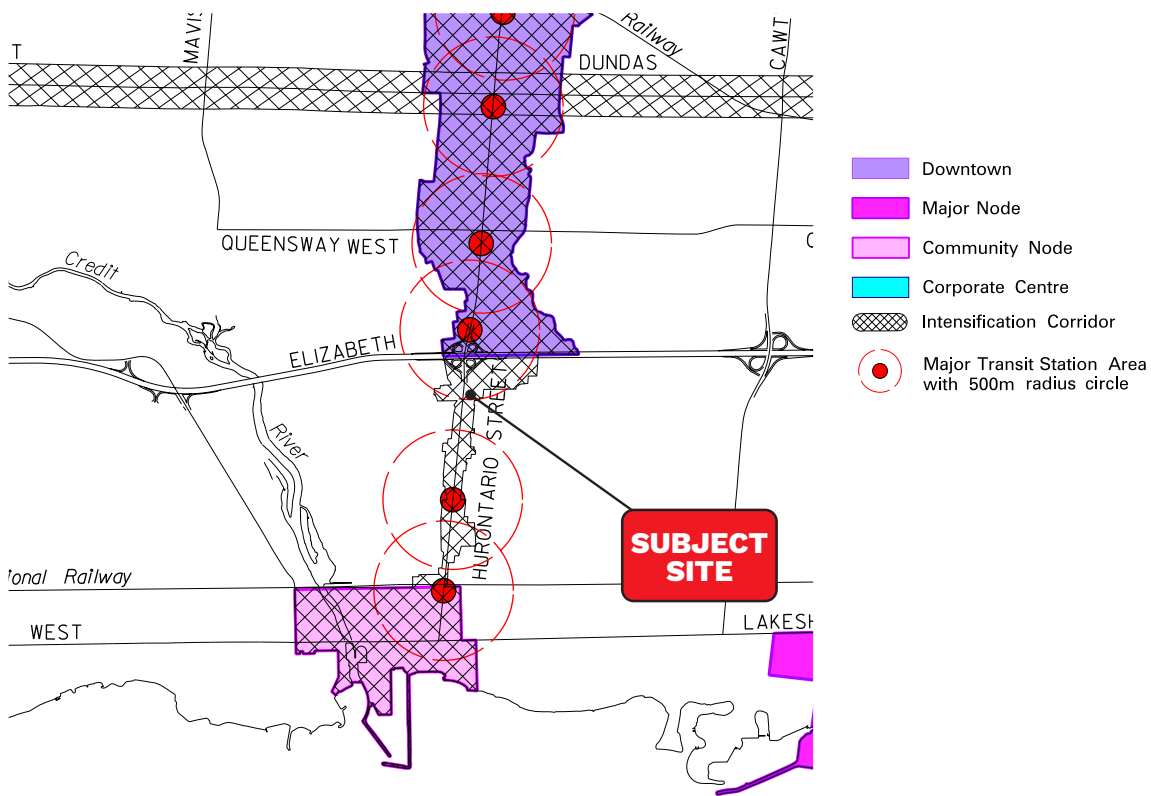 MAVIS
Railway
CAWT
T
DUNDAS
QUEENSWAY WEST
Credit
ELIZABETH
River
HURONTARIO STREET
SUBJECT
SITE
ional Railway
WEST
LAKESH
Downtown
Major Node
Community Node
Corporate Centre
Intensification Corridor
Major Transit Station Area
with 500m radius circle